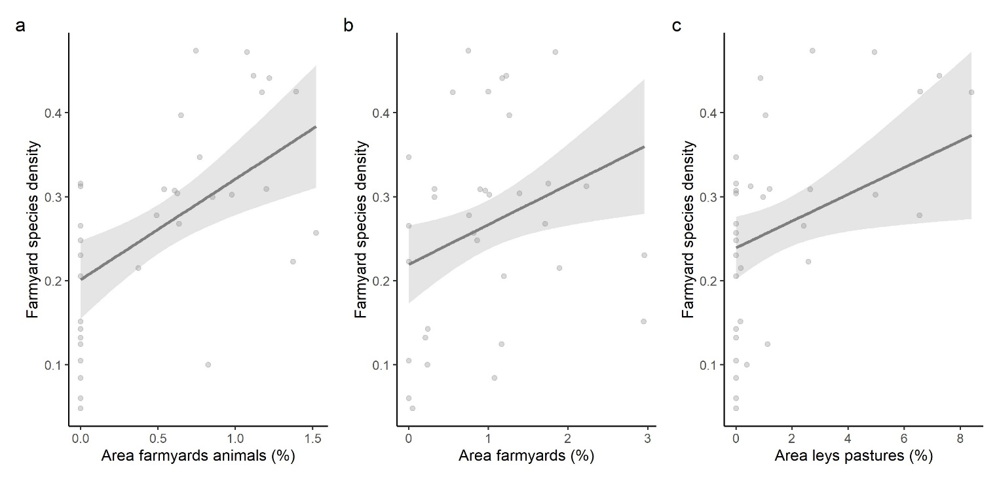 a
Farmyard species density
0.4
0.3
0.2
0.1
0.0 0.5 1.0 1.5
Area farmyards animals (%)
b
Farmyard species density
0.4
0.3
0.2
0.1
0 1 2 3
Area farmyards (%)
c
Farmyard species density
0.4
0.3
0.2
0.1
0 2 4 6 8
Area leys pastures (%)